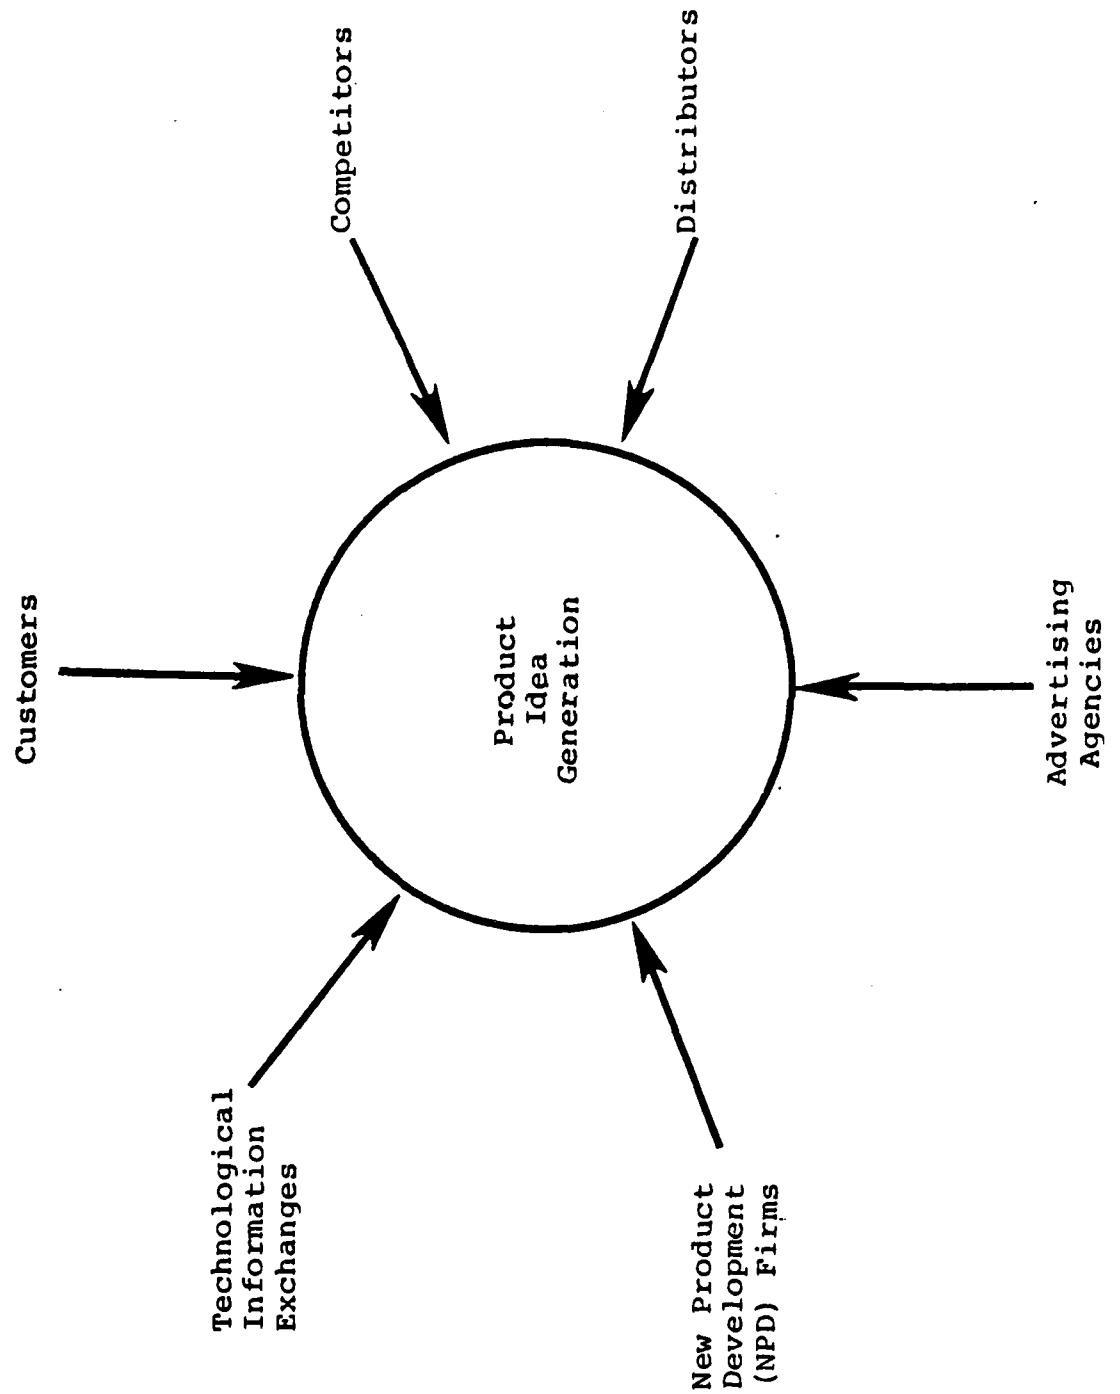 Customers
Technological
Information
Exchanges
Competitors
Product
Idea
Generation
New Product
Development
(NPD) Firms
Distributors
Advertising
Agencies